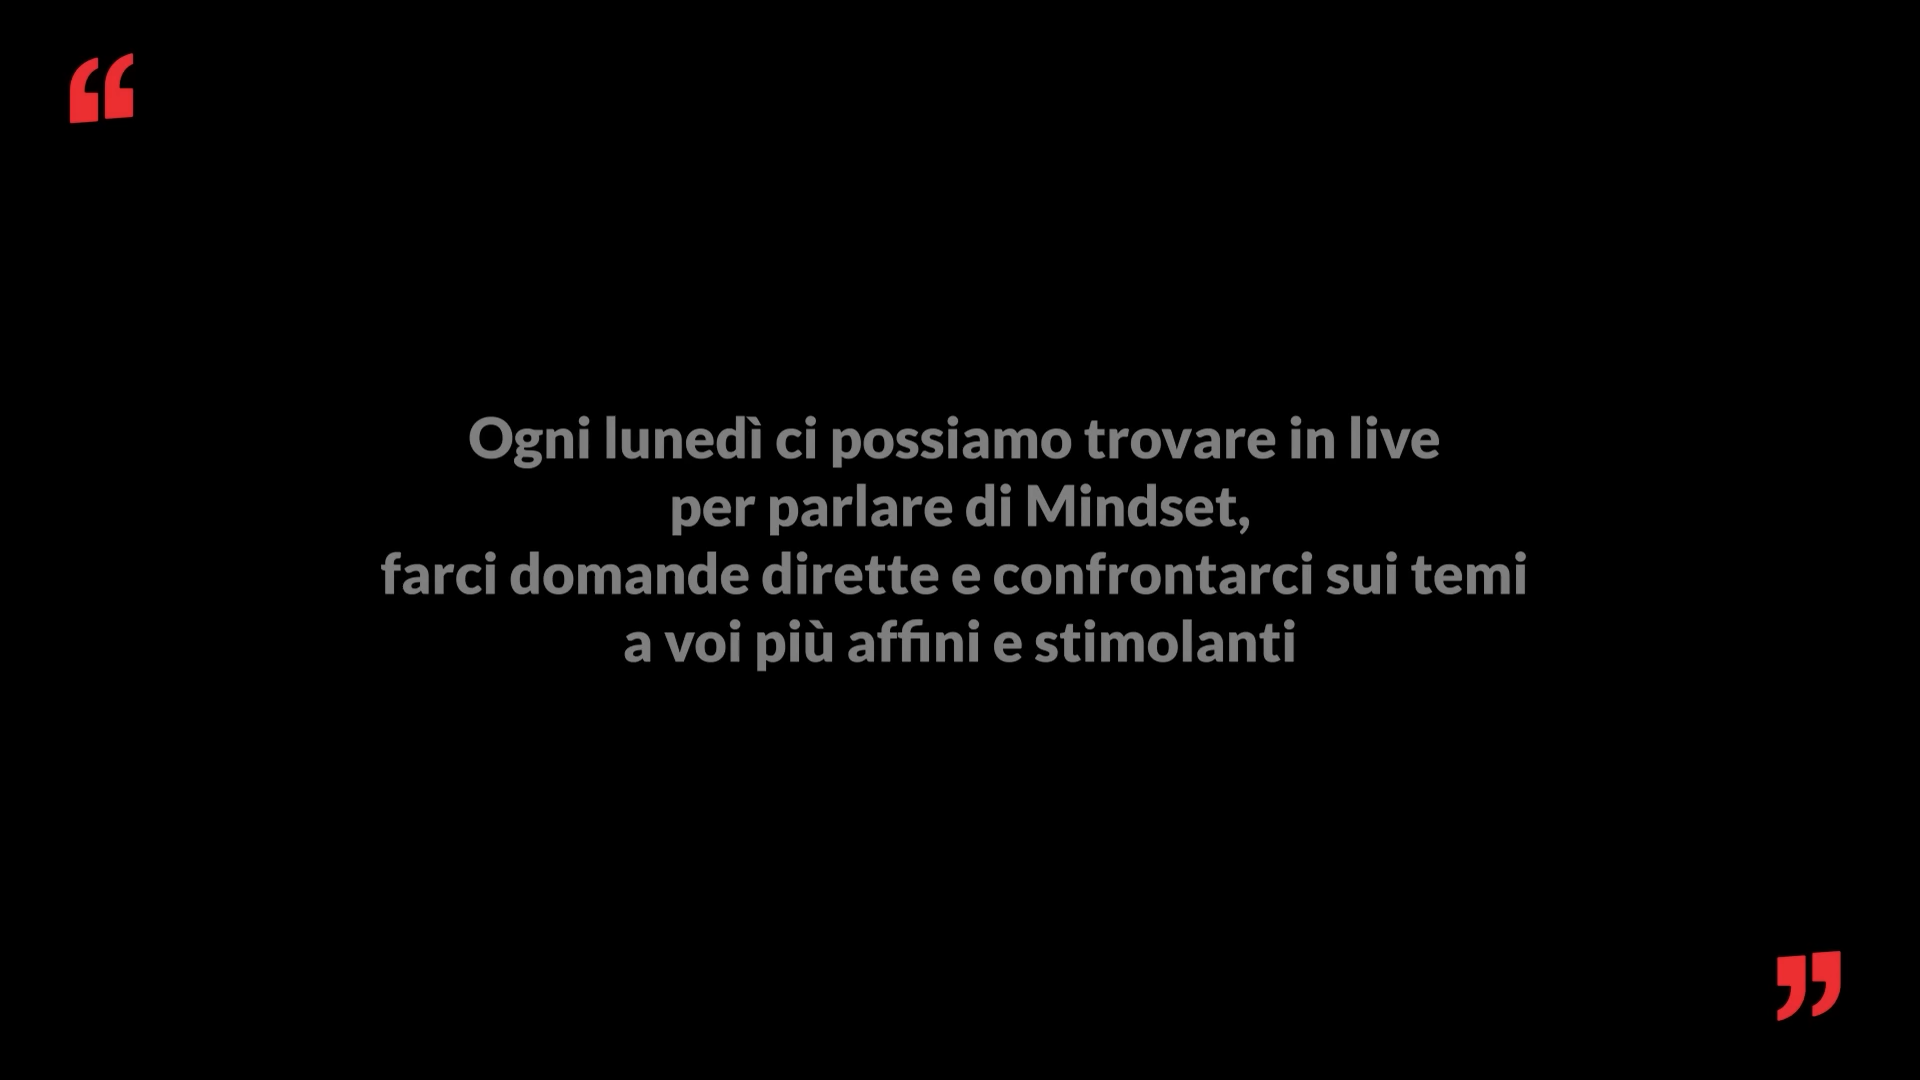 “
Ogni lunedì ci possiamo trovare in live
per parlare di Mindset,
farci domande dirette e confrontarci sui temi
a voi più affini e stimolanti
”